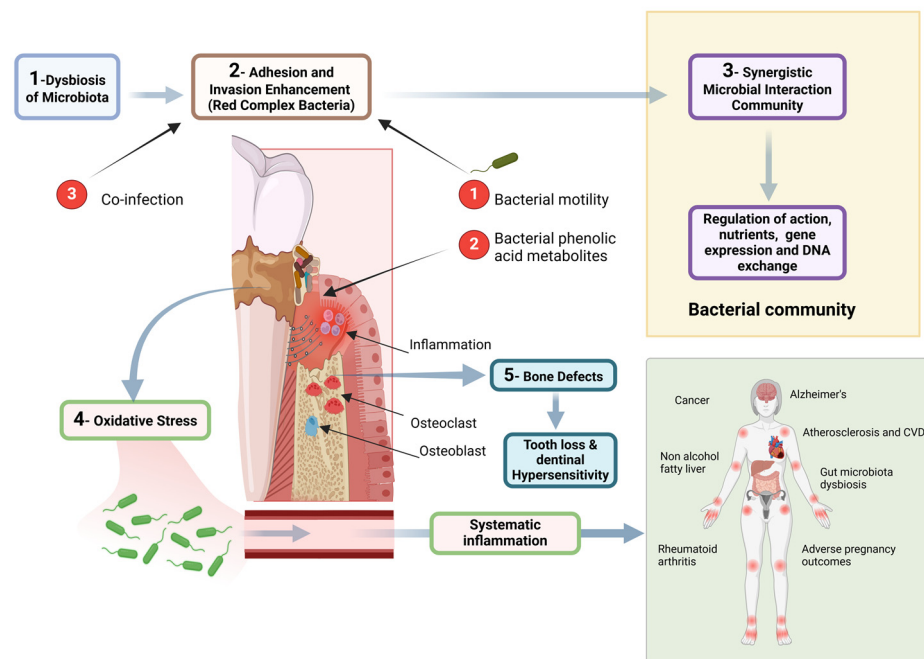 1-Dysbiosis
of Microbiota
2- Adhesion and
Invasion Enhancement
(Red Complex Bacteria)
3- Synergistic
Microbial Interaction
Community
3
Co-infection
1
Bacterial motility
2
Bacterial phenolic
acid metabolites
Regulation of action,
nutrients, gene
expression and DNA
exchange
Bacterial community
Inflammation
5- Bone Defects
4- Oxidative Stress
Osteoclast
Osteoblast
Tooth loss &
dentinal
Hypersensitivity
Systematic
inflammation
Cancer
Alzheimer's
Atherosclerosis and CVD
Non alcohol
fatty liver
Gut microbiota
dysbiosis
Rheumatoid
arthritis
Adverse pregnancy
outcomes